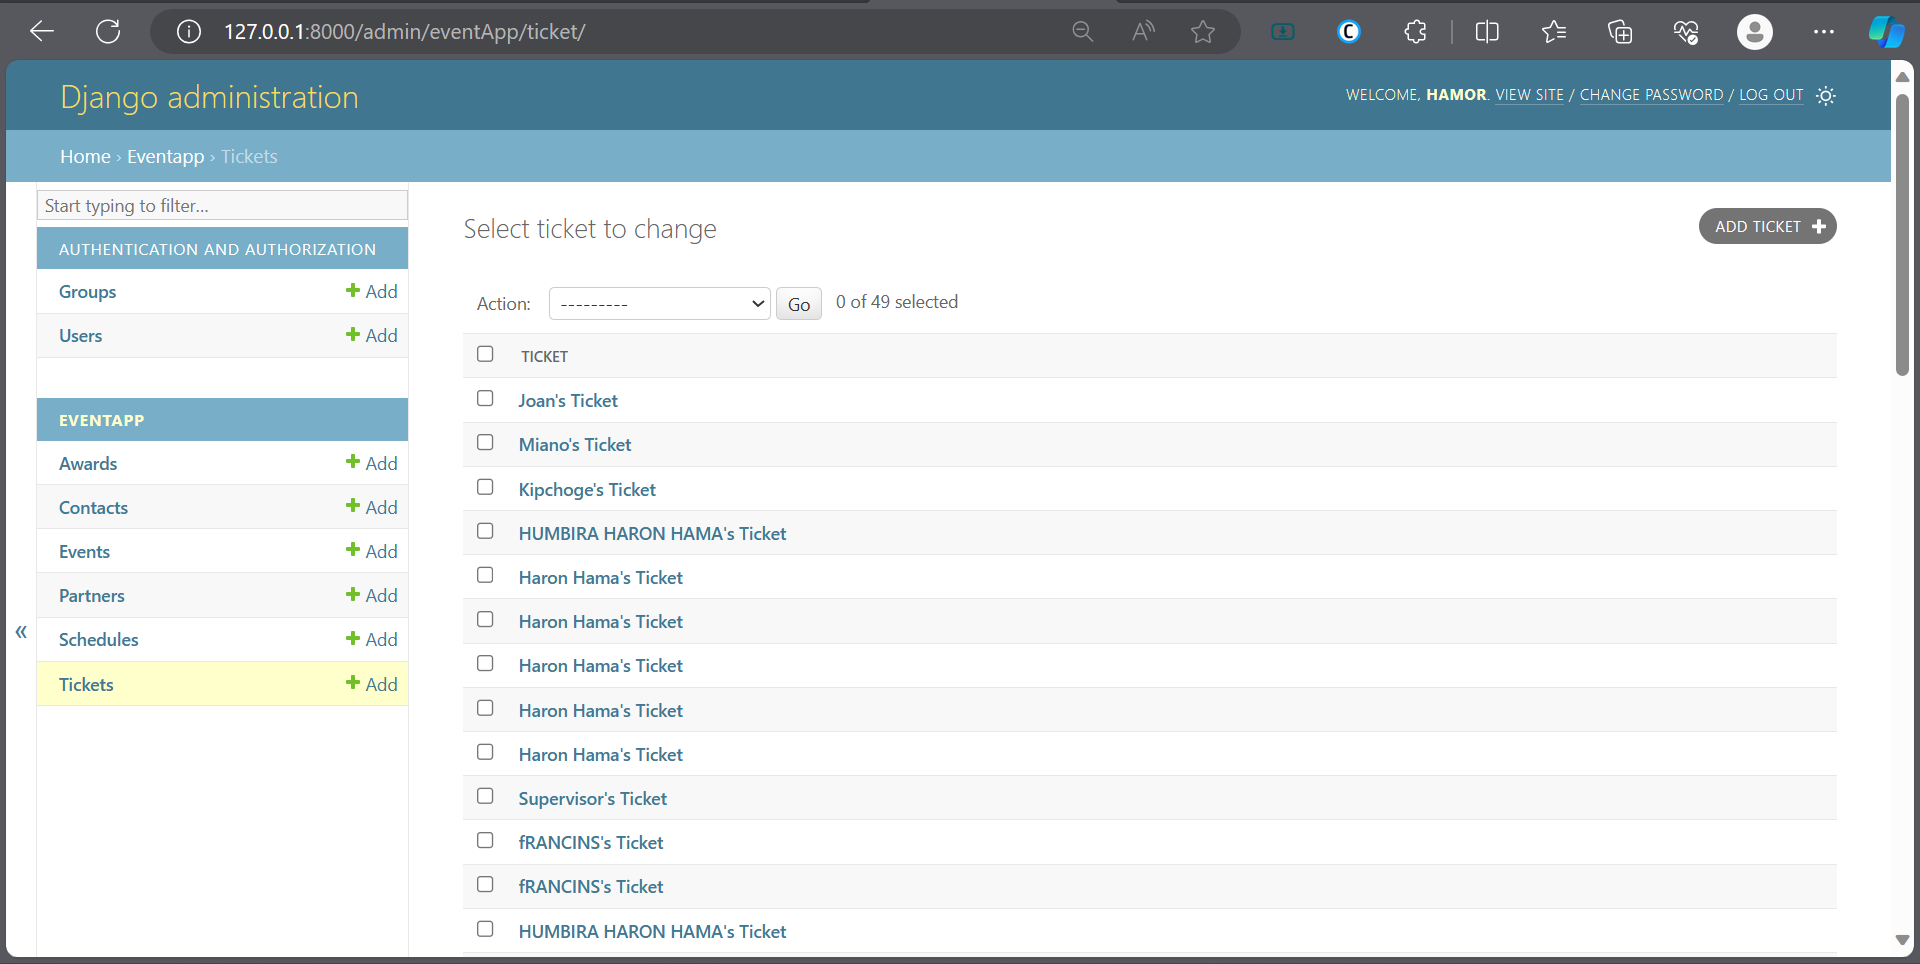 127.0.0.1:8000/admin/eventApp/ticket/
Django administration
WELCOME, HAMOR. VIEW SITE / CHANGE PASSWORD / LOG OUT
Home › Eventapp › Tickets
Start typing to filter...
AUTHENTICATION AND AUTHORIZATION
Groups + Add
Users + Add
EVENTAPP
Awards + Add
Contacts + Add
Events + Add
Partners + Add
Schedules + Add
Tickets + Add
«
Select ticket to change
ADD TICKET +
Action: --------- Go 0 of 49 selected
TICKET
Joan's Ticket
Miano's Ticket
Kipchoge's Ticket
HUMBIRA HARON HAMA's Ticket
Haron Hama's Ticket
Haron Hama's Ticket
Haron Hama's Ticket
Haron Hama's Ticket
Haron Hama's Ticket
Supervisor's Ticket
fRANCINS's Ticket
fRANCINS's Ticket
HUMBIRA HARON HAMA's Ticket